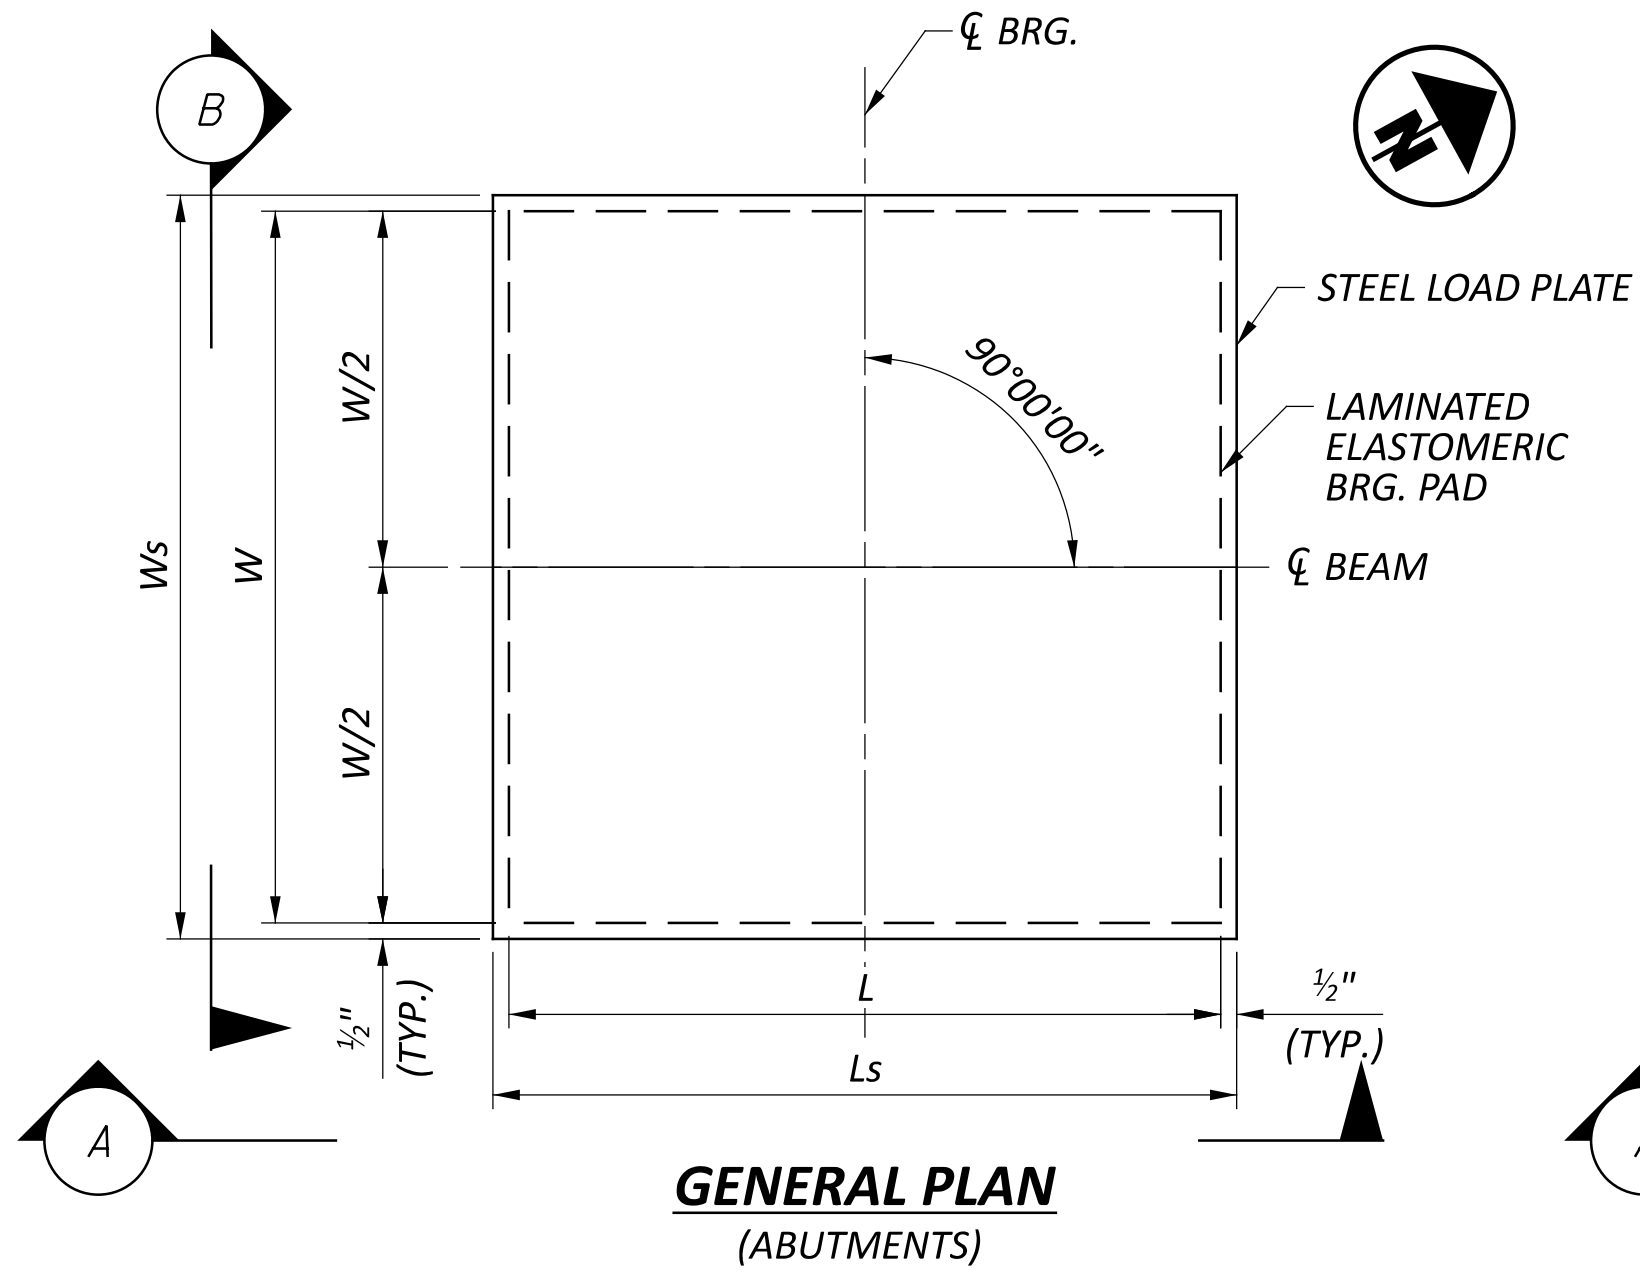 ℄ BRG.
B
N
STEEL LOAD PLATE
90°00'00"
W/2
LAMINATED
ELASTOMERIC
BRG. PAD
Ws
W
℄ BEAM
W/2
½"
(TYP.)
L
½"
(TYP.)
Ls
A
GENERAL PLAN
(ABUTMENTS)